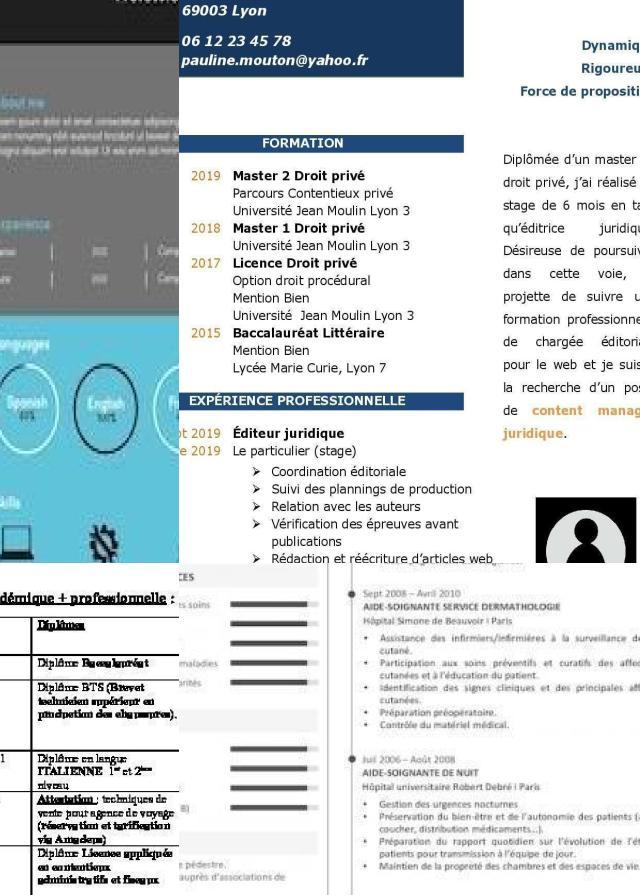 69003 Lyon
06 12 23 45 78
pauline.mouton@yahoo.fr
FORMATION
2019 Master 2 Droit privé
Parcours Contentieux privé
Université Jean Moulin Lyon 3
2018 Master 1 Droit privé
Université Jean Moulin Lyon 3
2017 Licence Droit privé
Option droit procédural
Mention Bien
Université Jean Moulin Lyon 3
2015 Baccalauréat Littéraire
Mention Bien
Lycée Marie Curie, Lyon 7
EXPÉRIENCE PROFESSIONNELLE
2019 Éditeur juridique
2019 Le particulier (stage)
➢ Coordination éditoriale
➢ Suivi des plannings de production
➢ Relation avec les auteurs
➢ Vérification des épreuves avant
publications
➢ Rédaction et réécriture d'articles web
Dynamiq
Rigoureu
Force de propositi
Diplômée d'un master
droit privé, j'ai réalisé
stage de 6 mois en ta
qu'éditrice juridiqu
Désireuse de poursuiv
dans cette voie,
projette de suivre u
formation professionne
de chargée éditoria
pour le web et je suis
la recherche d'un pos
de content manag
juridique.
about me
Languages
Spanish
English
démique + professionnelle :
Diplômes
Diplôme Baccalauréat
Diplôme BTS (Brevet
technicien supérieur en
production des chaussures).
Diplôme en langue
ITALIENNE 1er et 2ème
niveau
Attestation : techniques de
vente pour agence de voyage
(réservation et tarification
via Amadeus)
Diplôme Licence appliquée
en contentieux
administratifs et fiscaux
CES
s soins
maladies
rités
pédestre.
auprès d'associations de
Sept 2008 – Avril 2010
AIDE-SOIGNANTE SERVICE DERMATHOLOGIE
Hôpital Simone de Beauvoir I Paris
• Assistance des infirmiers/infirmières à la surveillance de
cutané.
• Participation aux soins préventifs et curatifs des affec
cutanées et à l'éducation du patient.
• Identification des signes cliniques et des principales aff
cutanées.
• Préparation préopératoire.
• Contrôle du matériel médical.
Juil 2006 – Août 2008
AIDE-SOIGNANTE DE NUIT
Hôpital universitaire Robert Debré I Paris
• Gestion des urgences nocturnes
• Préservation du bien-être et de l'autonomie des patients (a
coucher, distribution médicaments...).
• Préparation du rapport quotidien sur l'évolution de l'ét
patients pour transmission à l'équipe de jour.
• Maintien de la propreté des chambres et des espaces de vie.